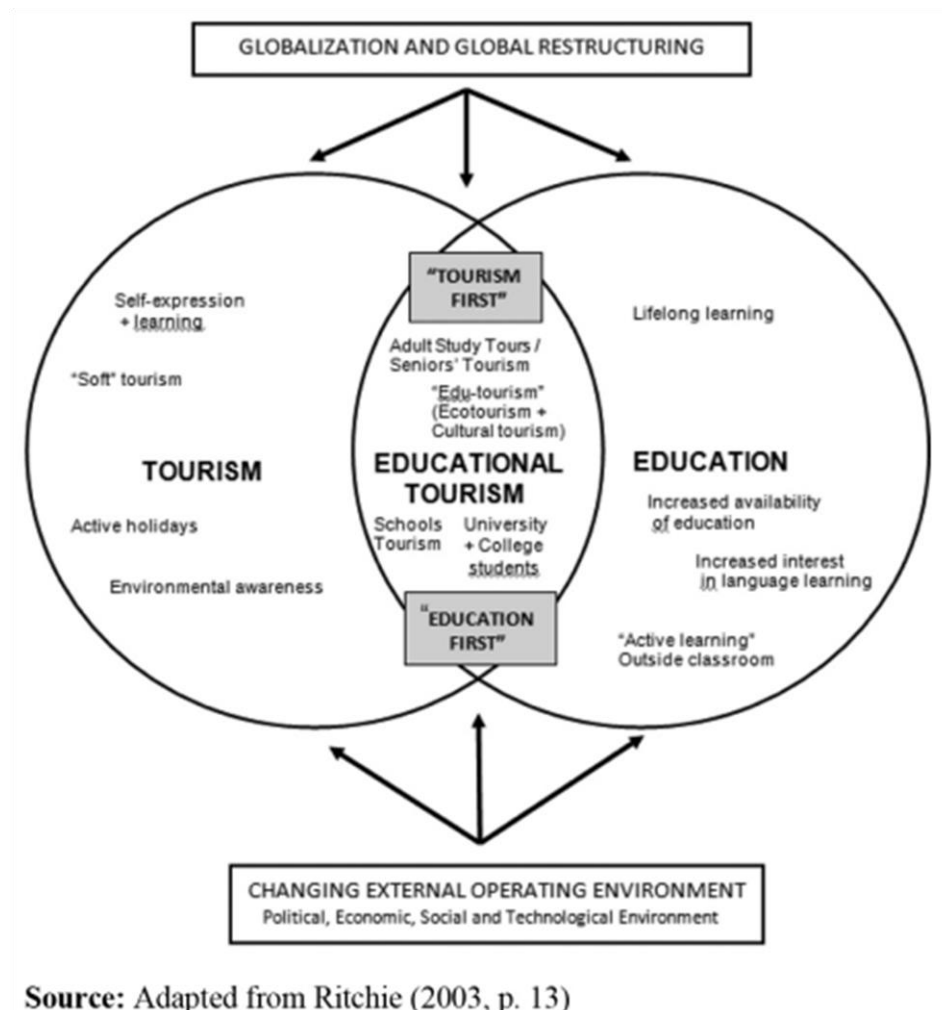 GLOBALIZATION AND GLOBAL RESTRUCTURING
"TOURISM
FIRST"
Self-expression
+ learning
"Soft" tourism
TOURISM
Active holidays
Environmental awareness
Adult Study Tours /
Seniors' Tourism
"Edu-tourism"
(Ecotourism +
Cultural tourism)
EDUCATIONAL
TOURISM
Schools
Tourism
University
+ College
students
"EDUCATION
FIRST"
Lifelong learning
EDUCATION
Increased availability
of education
Increased interest
in language learning
"Active learning"
Outside classroom
CHANGING EXTERNAL OPERATING ENVIRONMENT
Political, Economic, Social and Technological Environment
Source: Adapted from Ritchie (2003, p. 13)